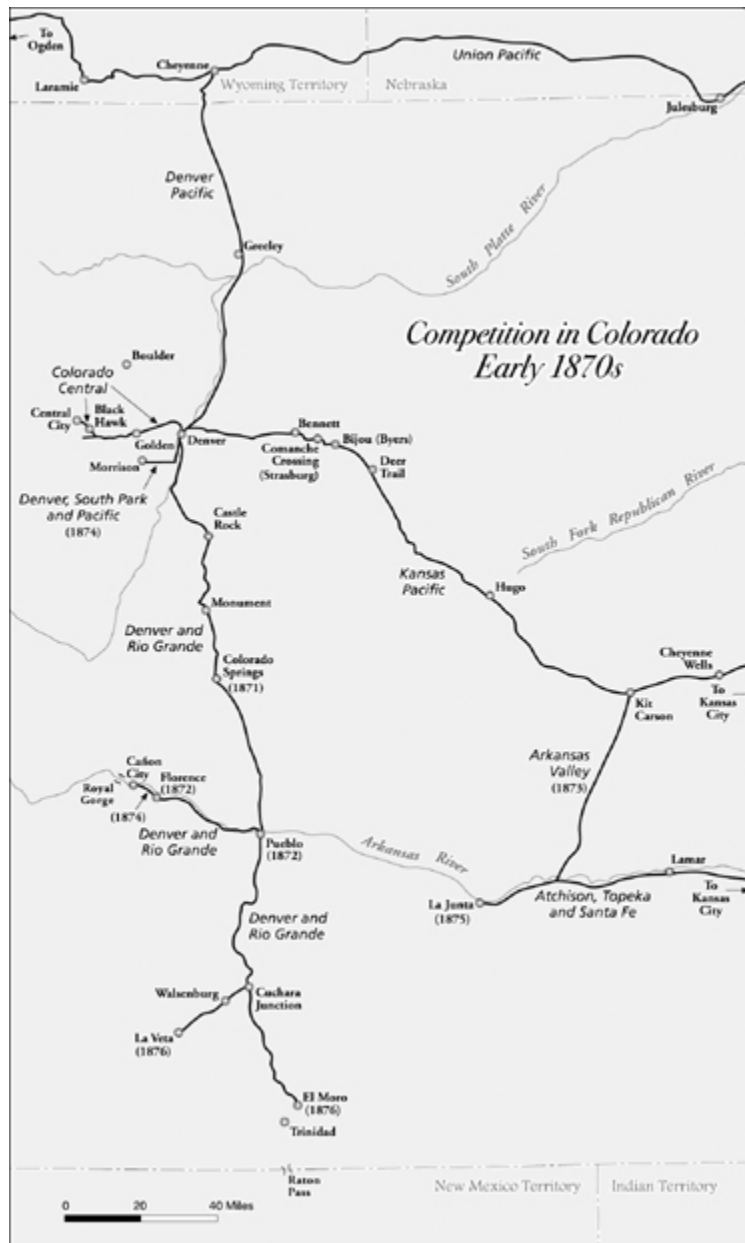 To
Ogden
Laramie
Cheyenne
Union Pacific
Wyoming Territory
Nebraska
Julesburg
Denver
Pacific
South Platte River
Greeley
Competition in Colorado
Early 1870s
Boulder
Colorado
Central
Central
City
Black
Hawk
Golden
Denver
Bennett
Bijou (Byers)
Comanche
Crossing
(Strasburg)
Deer
Trail
Morrison
Denver, South Park
and Pacific
(1874)
Castle
Rock
South Fork Republican River
Kansas
Pacific
Hugo
Monument
Denver and
Rio Grande
Colorado
Springs
(1871)
Cheyenne
Wells
To
Kansas
City
Kit
Carson
Arkansas
Valley
(1873)
Cañon
City
Florence
(1872)
Royal
Gorge
(1874)
Denver and
Rio Grande
Pueblo
(1872)
Arkansas River
Lamar
La Junta
(1875)
Atchison, Topeka
and Santa Fe
To
Kansas
City
Denver and
Rio Grande
Walsenburg
Cuchara
Junction
La Veta
(1876)
El Moro
(1876)
Trinidad
Raton
Pass
New Mexico Territory
Indian Territory
0 20 40 Miles